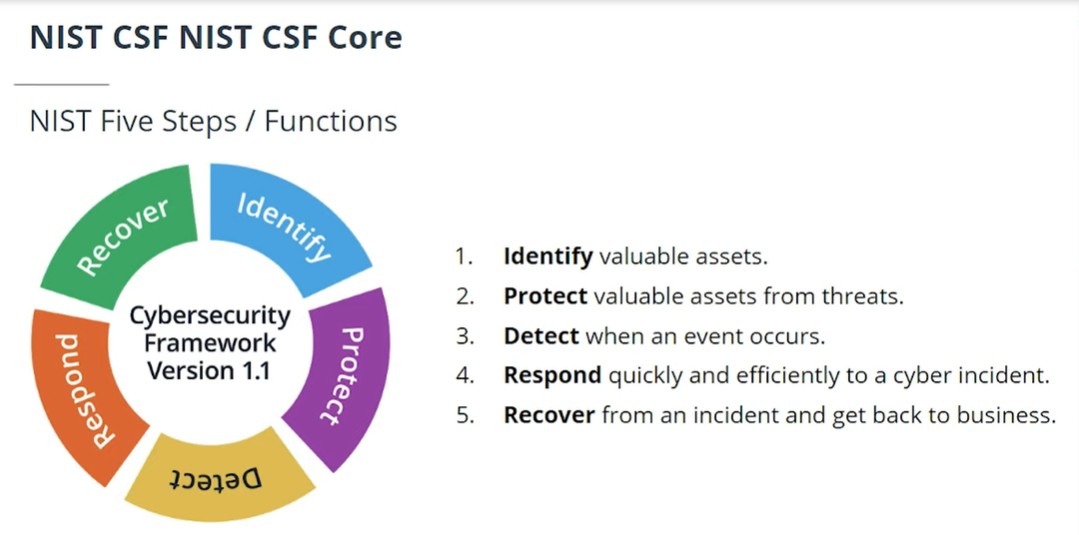 NIST CSF NIST CSF Core
NIST Five Steps / Functions
Recover
Identify
Cybersecurity
Framework
Version 1.1
Respond
Protect
Detect
1. Identify valuable assets.
2. Protect valuable assets from threats.
3. Detect when an event occurs.
4. Respond quickly and efficiently to a cyber incident.
5. Recover from an incident and get back to business.